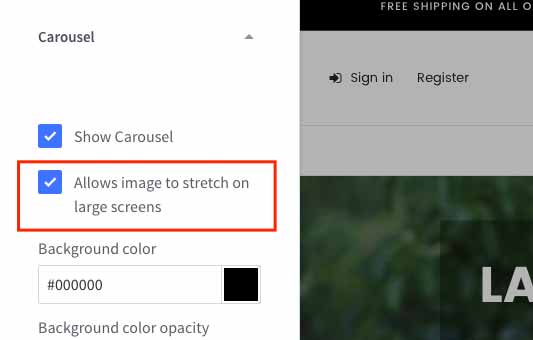 FREE SHIPPING ON ALL O
Carousel
Sign in Register
Show Carousel
Allows image to stretch on
large screens
Background color
#000000
LA
Background color opacity